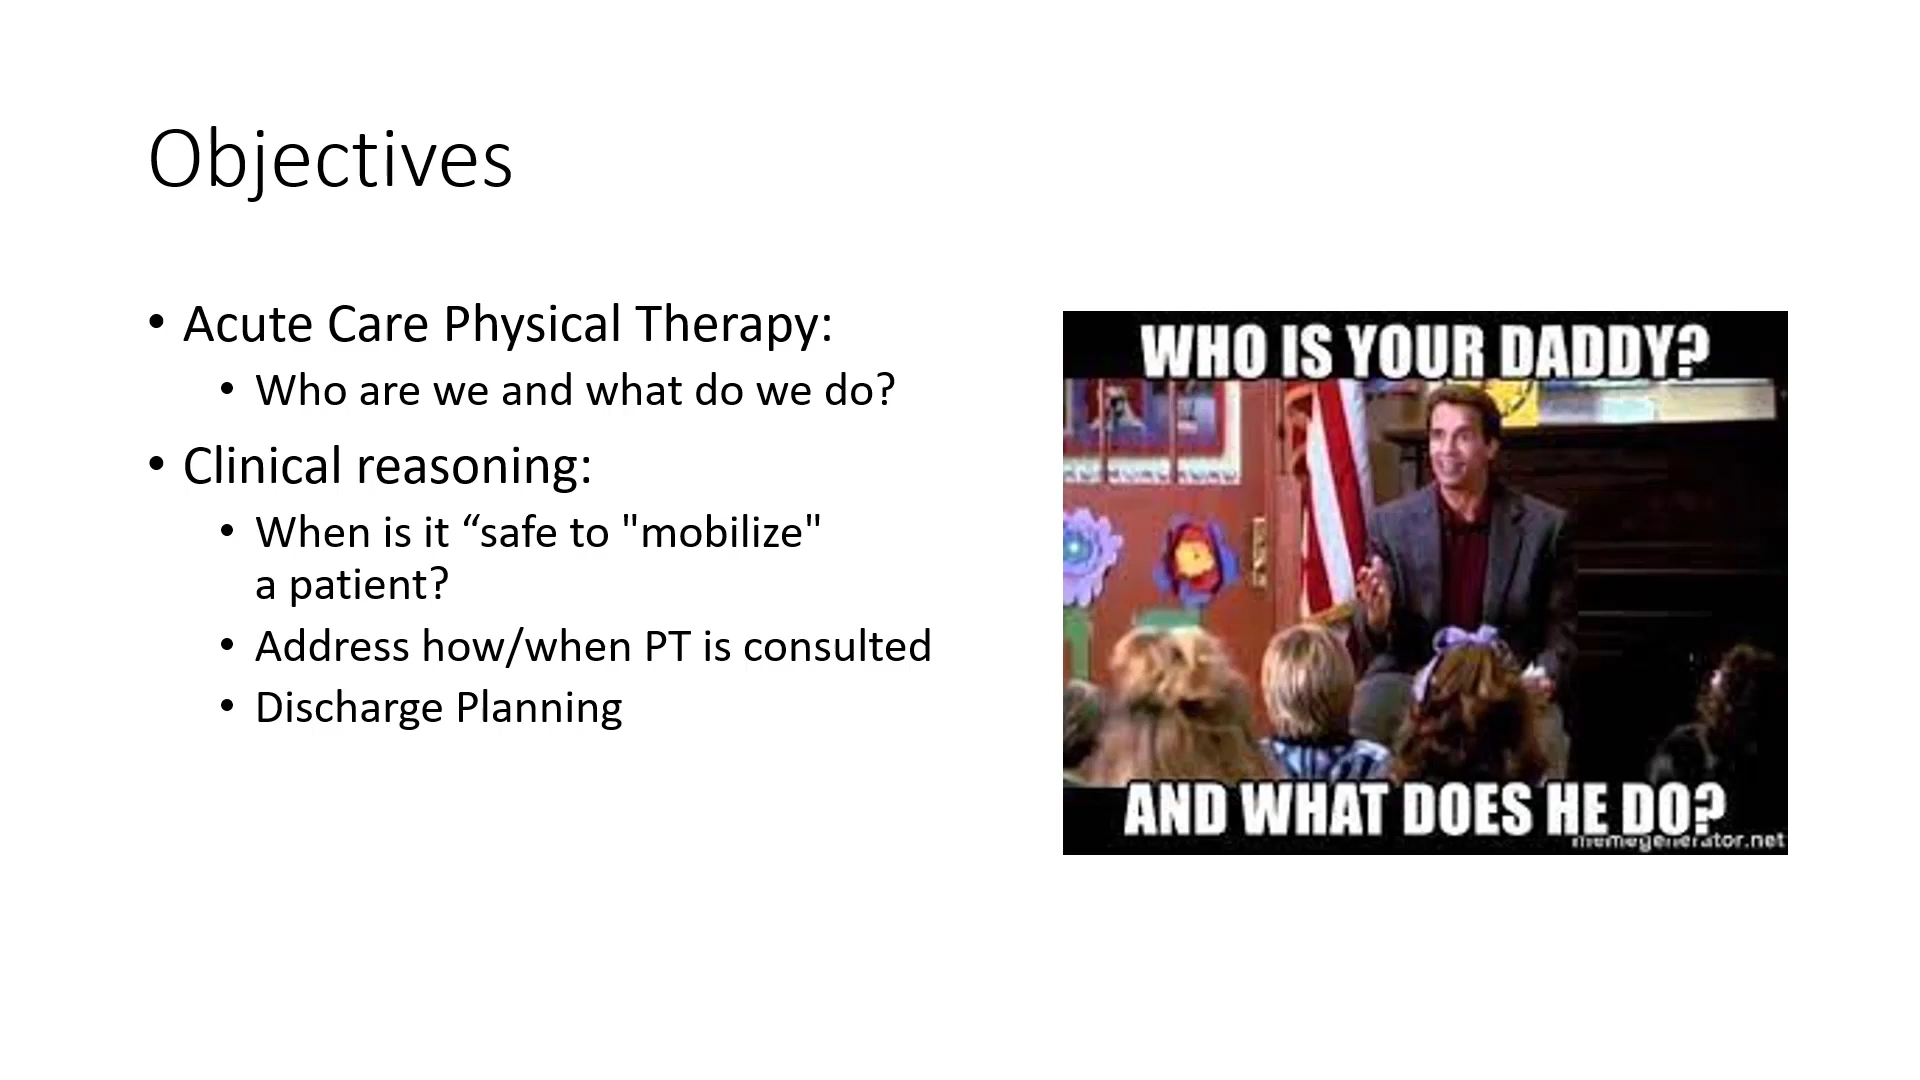 Objectives
• Acute Care Physical Therapy:
• Who are we and what do we do?
• Clinical reasoning:
• When is it “safe to "mobilize"
a patient?
• Address how/when PT is consulted
• Discharge Planning
WHO IS YOUR DADDY?
AND WHAT DOES HE DO?
memegenerator.net